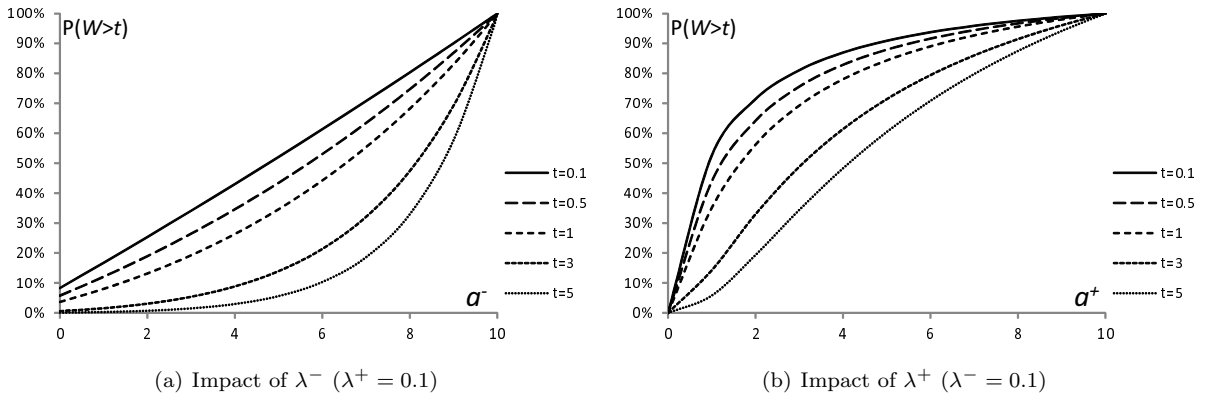 100%
90%
80%
70%
60%
50%
40%
30%
20%
10%
0%
P(W>t)
t=0.1
t=0.5
t=1
t=3
t=5
a⁻
0 2 4 6 8 10
(a) Impact of λ⁻ (λ⁺ = 0.1)
100%
90%
80%
70%
60%
50%
40%
30%
20%
10%
0%
P(W>t)
t=0.1
t=0.5
t=1
t=3
t=5
a⁺
0 2 4 6 8 10
(b) Impact of λ⁺ (λ⁻ = 0.1)